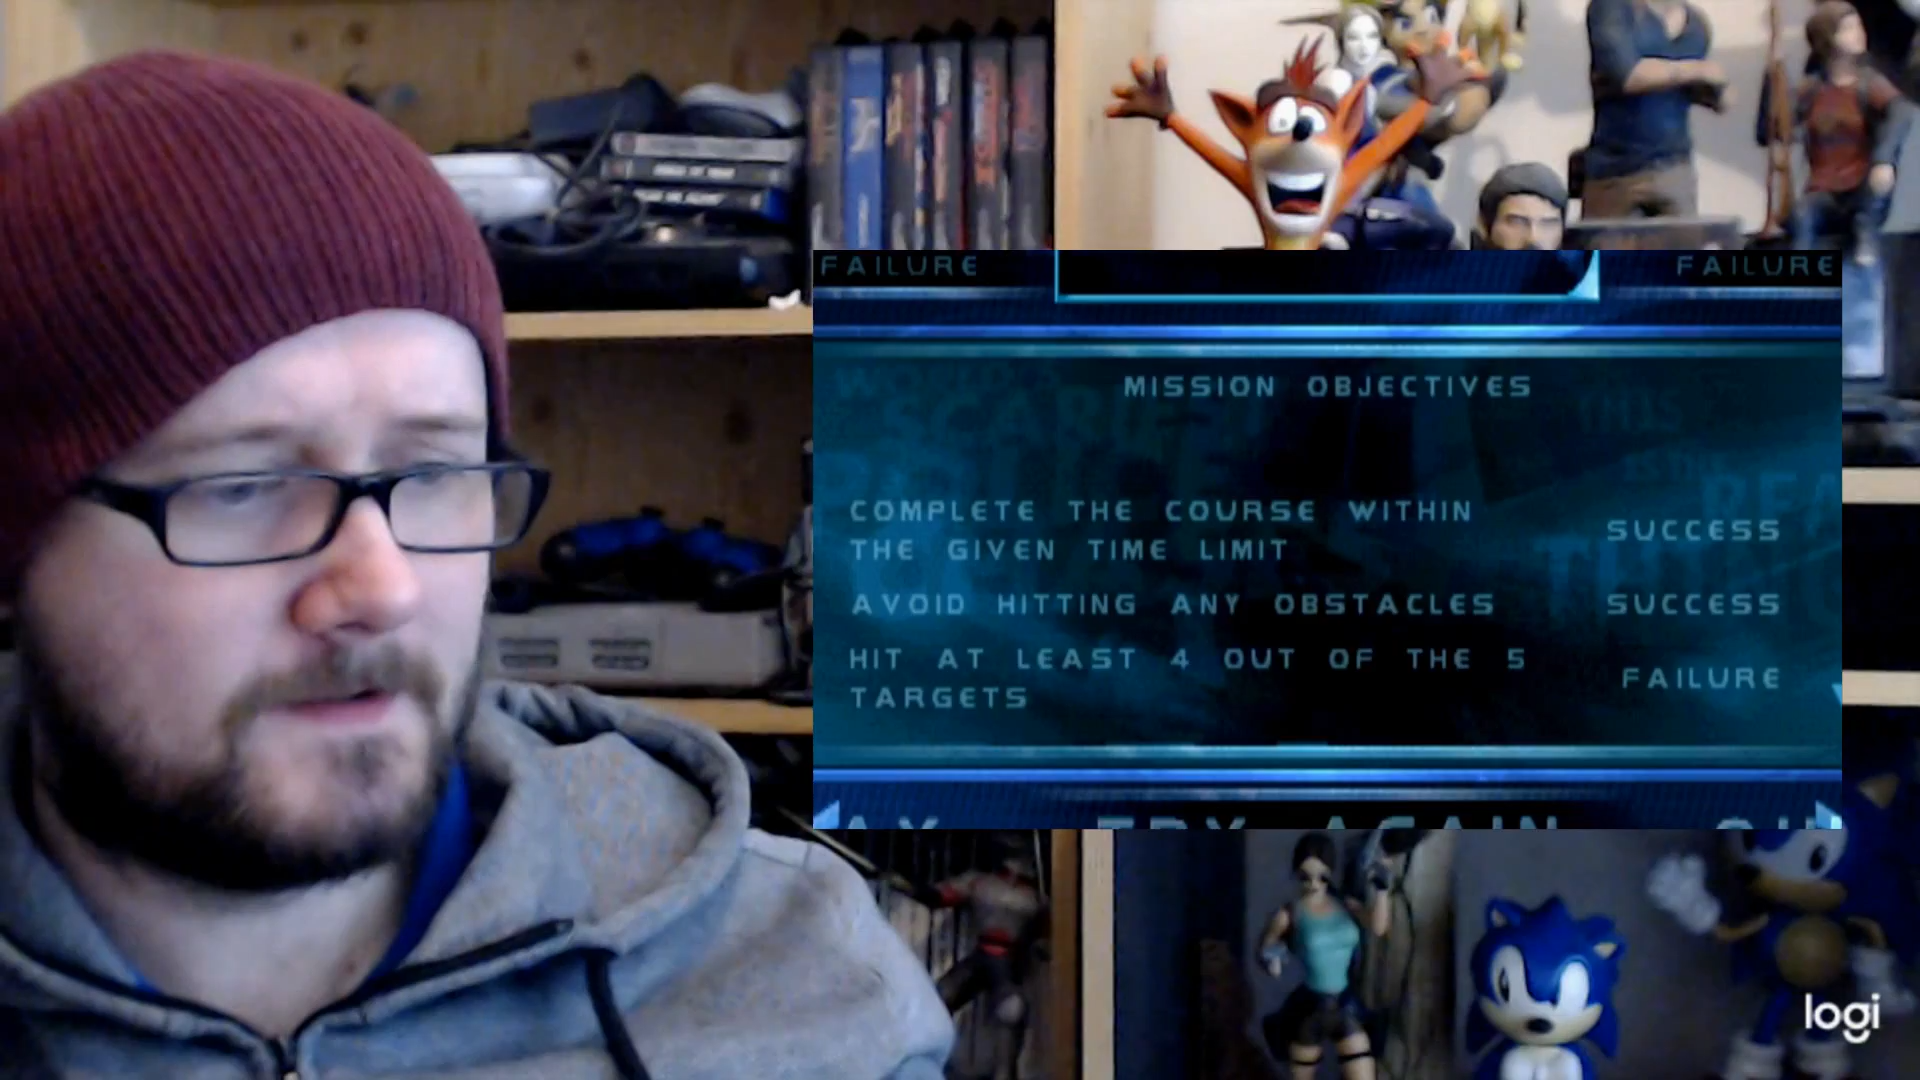 FAILURE FAILURE
MISSION OBJECTIVES
COMPLETE THE COURSE WITHIN
THE GIVEN TIME LIMIT
SUCCESS
AVOID HITTING ANY OBSTACLES SUCCESS
HIT AT LEAST 4 OUT OF THE 5
TARGETS
FAILURE
TRY AGAIN
logi